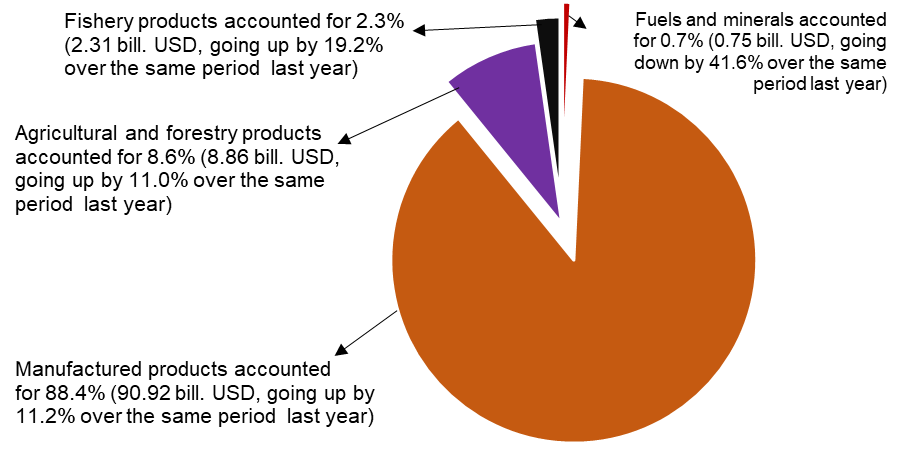 Fishery products accounted for 2.3%
(2.31 bill. USD, going up by 19.2%
over the same period last year)
Fuels and minerals accounted
for 0.7% (0.75 bill. USD, going
down by 41.6% over the same
period last year)
Agricultural and forestry products
accounted for 8.6% (8.86 bill. USD,
going up by 11.0% over the same
period last year)
Manufactured products accounted
for 88.4% (90.92 bill. USD, going up by
11.2% over the same period last year)